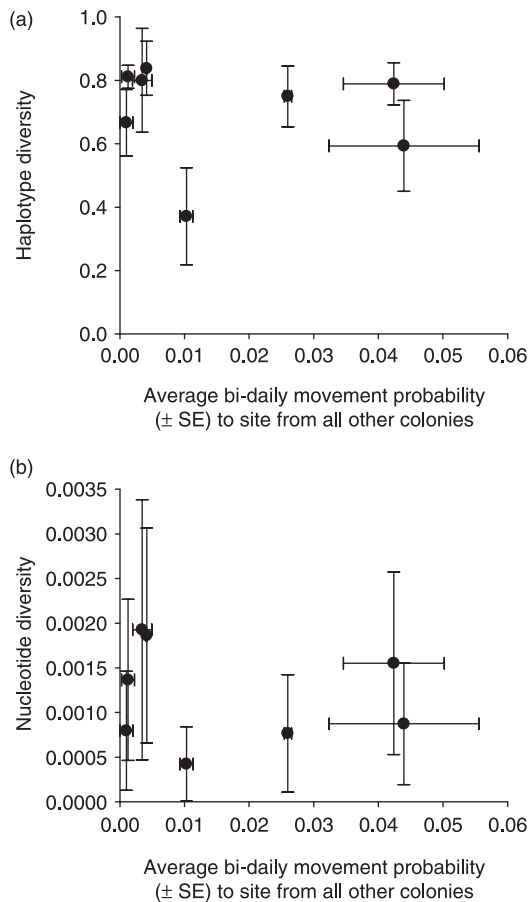 (a)
1.0
0.8
0.6
0.4
0.2
0.0
Haplotype diversity
0.00 0.01 0.02 0.03 0.04 0.05 0.06
Average bi-daily movement probability
(± SE) to site from all other colonies
(b)
0.0035
0.0030
0.0025
0.0020
0.0015
0.0010
0.0005
0.0000
Nucleotide diversity
0.00 0.01 0.02 0.03 0.04 0.05 0.06
Average bi-daily movement probability
(± SE) to site from all other colonies